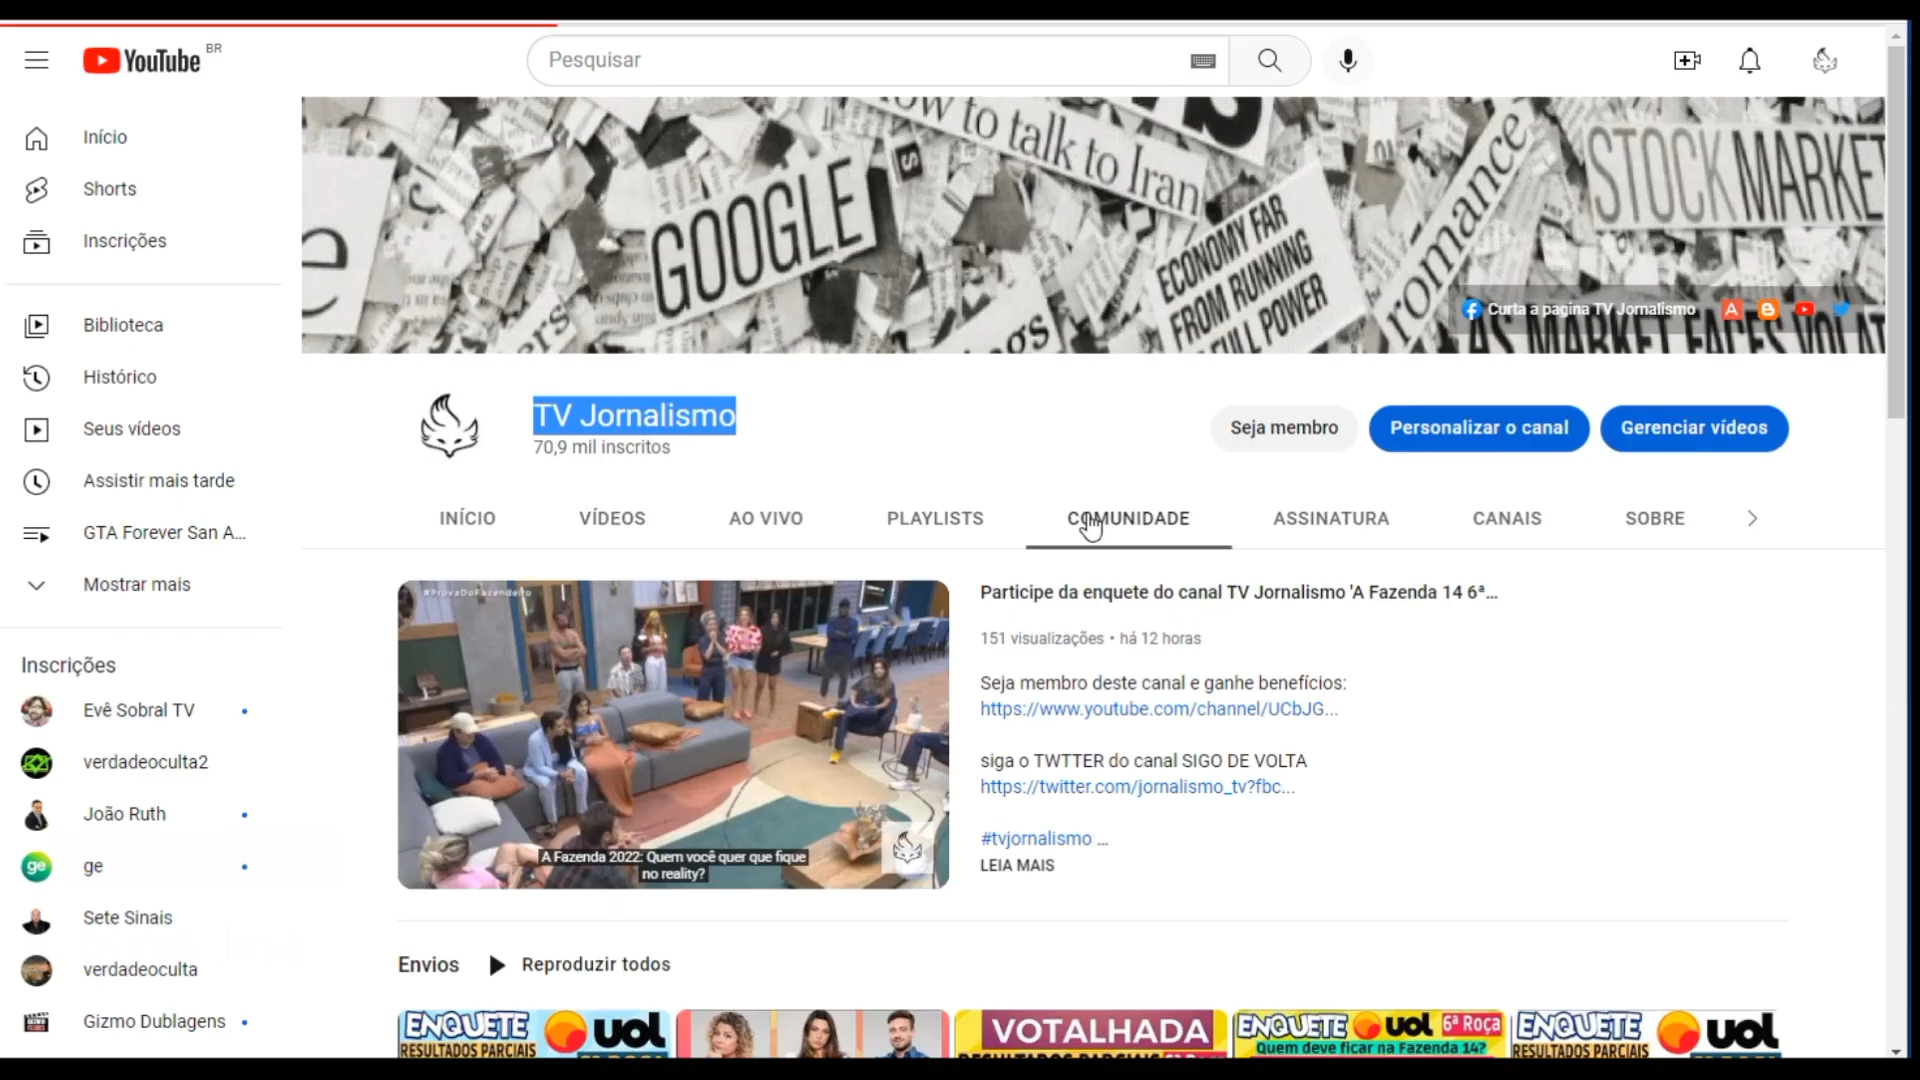 YouTube BR
Pesquisar
Início
Shorts
Inscrições
Biblioteca
Histórico
Seus vídeos
Assistir mais tarde
GTA Forever San A...
Mostrar mais
Inscrições
Evê Sobral TV
verdadeoculta2
João Ruth
ge
ge
Sete Sinais
verdadeoculta
Gizmo Dublagens
how to talk to Iran
GOOGLE
ECONOMY FAR
FROM RUNNING
FULL POWER
romance
STOCK MARKET
AS MARKET FACES
Curta a pagina TV Jornalismo
TV Jornalismo
70,9 mil inscritos
Seja membro
Personalizar o canal
Gerenciar vídeos
INÍCIO
VÍDEOS
AO VIVO
PLAYLISTS
COMUNIDADE
ASSINATURA
CANAIS
SOBRE
#ProvaDoFazendeiro
A Fazenda 2022: Quem você quer que fique
no reality?
Participe da enquete do canal TV Jornalismo 'A Fazenda 14 6ª...
151 visualizações • há 12 horas
Seja membro deste canal e ganhe benefícios:
https://www.youtube.com/channel/UCbJG...
siga o TWTTER do canal SIGO DE VOLTA
https://twitter.com/jornalismo_tv?fbc...
#tvjornalismo ...
LEIA MAIS
Envios
Reproduzir todos
ENQUETE uol
RESULTADOS PARCIAIS
VOTALHADA
RESULTADOS PARCIAIS
ENQUETE uol 6ª Roça
Quem deve ficar na Fazenda 14?
ENQUETE uol
RESULTADOS PARCIAIS